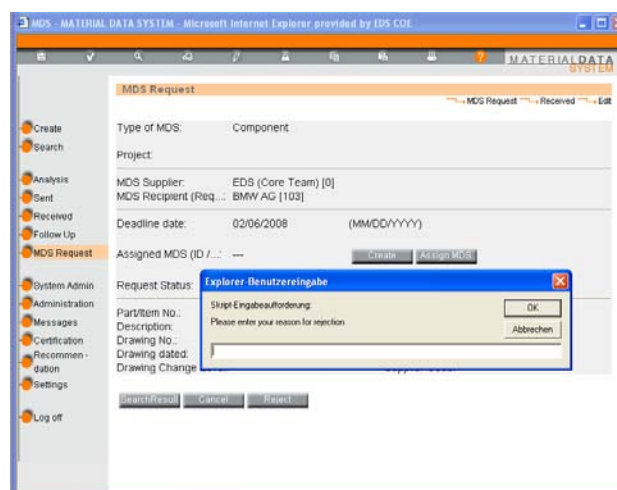 MDS - MATERIAL DATA SYSTEM - Microsoft Internet Explorer provided by EDS COE
MATERIALDATA
SYSTEM
MDS Request
MDS Request Received Edit
Create
Search
Analysis
Sent
Received
Follow Up
MDS Request
System Admin
Administration
Messages
Certification
Recommen-
dation
Settings
Log off
Type of MDS: Component
Project:
MDS Supplier: EDS (Core Team) [0]
MDS Recipient (Req...: BMW AG [103]
Deadline date: 02/06/2008 (MM/DD/YYYY)
Assigned MDS (ID /...: --- Create Assign MDS
Request Status:
Part/Item No.:
Description:
Drawing No.:
Drawing dated:
Drawing Change
Explorer-Benutzereingabe
Skript-Eingabeaufforderung:
Please enter your reason for rejection
OK
Abbrechen
SearchResult Cancel Reject